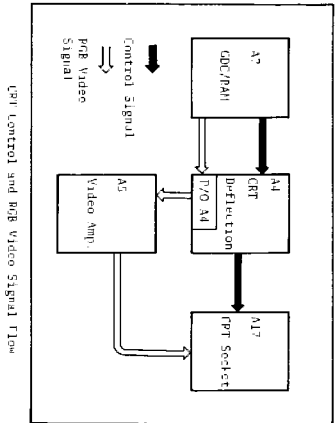 A7
GDC/RAM
A4
CRT
Deflection
P/O A4
A17
CRT Socket
A5
Video Amp.
Control Signal
RGB Video
Signal
CRT Control and RGB Video Signal Flow